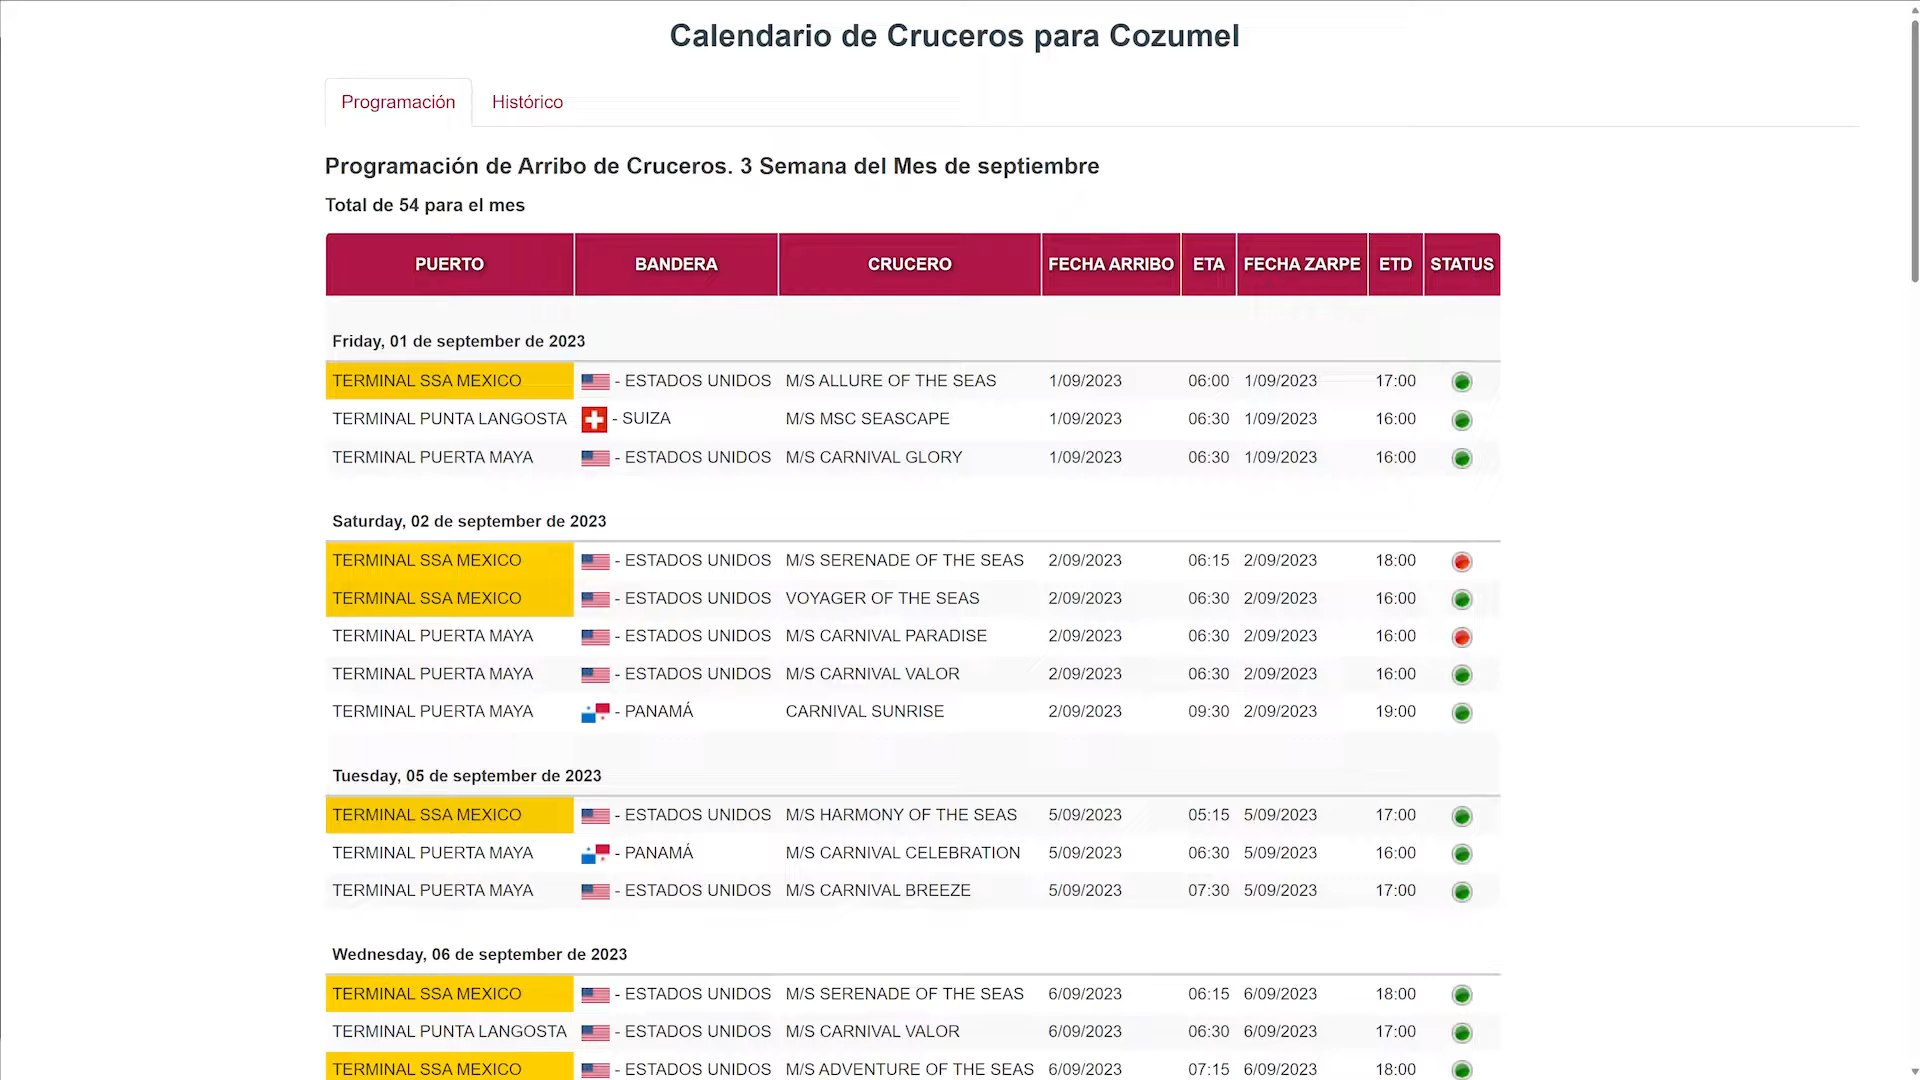 Calendario de Cruceros para Cozumel
Programación Histórico
Programación de Arribo de Cruceros. 3 Semana del Mes de septiembre
Total de 54 para el mes
PUERTO BANDERA CRUCERO FECHA ARRIBO ETA FECHA ZARPE ETD STATUS
Friday, 01 de september de 2023
TERMINAL SSA MEXICO - ESTADOS UNIDOS M/S ALLURE OF THE SEAS 1/09/2023 06:00 1/09/2023 17:00
TERMINAL PUNTA LANGOSTA - SUIZA M/S MSC SEASCAPE 1/09/2023 06:30 1/09/2023 16:00
TERMINAL PUERTA MAYA - ESTADOS UNIDOS M/S CARNIVAL GLORY 1/09/2023 06:30 1/09/2023 16:00
Saturday, 02 de september de 2023
TERMINAL SSA MEXICO - ESTADOS UNIDOS M/S SERENADE OF THE SEAS 2/09/2023 06:15 2/09/2023 18:00
TERMINAL SSA MEXICO - ESTADOS UNIDOS VOYAGER OF THE SEAS 2/09/2023 06:30 2/09/2023 16:00
TERMINAL PUERTA MAYA - ESTADOS UNIDOS M/S CARNIVAL PARADISE 2/09/2023 06:30 2/09/2023 16:00
TERMINAL PUERTA MAYA - ESTADOS UNIDOS M/S CARNIVAL VALOR 2/09/2023 06:30 2/09/2023 16:00
TERMINAL PUERTA MAYA - PANAMÁ CARNIVAL SUNRISE 2/09/2023 09:30 2/09/2023 19:00
Tuesday, 05 de september de 2023
TERMINAL SSA MEXICO - ESTADOS UNIDOS M/S HARMONY OF THE SEAS 5/09/2023 05:15 5/09/2023 17:00
TERMINAL PUERTA MAYA - PANAMÁ M/S CARNIVAL CELEBRATION 5/09/2023 06:30 5/09/2023 16:00
TERMINAL PUERTA MAYA - ESTADOS UNIDOS M/S CARNIVAL BREEZE 5/09/2023 07:30 5/09/2023 17:00
Wednesday, 06 de september de 2023
TERMINAL SSA MEXICO - ESTADOS UNIDOS M/S SERENADE OF THE SEAS 6/09/2023 06:15 6/09/2023 18:00
TERMINAL PUNTA LANGOSTA - ESTADOS UNIDOS M/S CARNIVAL VALOR 6/09/2023 06:30 6/09/2023 17:00
TERMINAL SSA MEXICO - ESTADOS UNIDOS M/S ADVENTURE OF THE SEAS 6/09/2023 07:15 6/09/2023 18:00